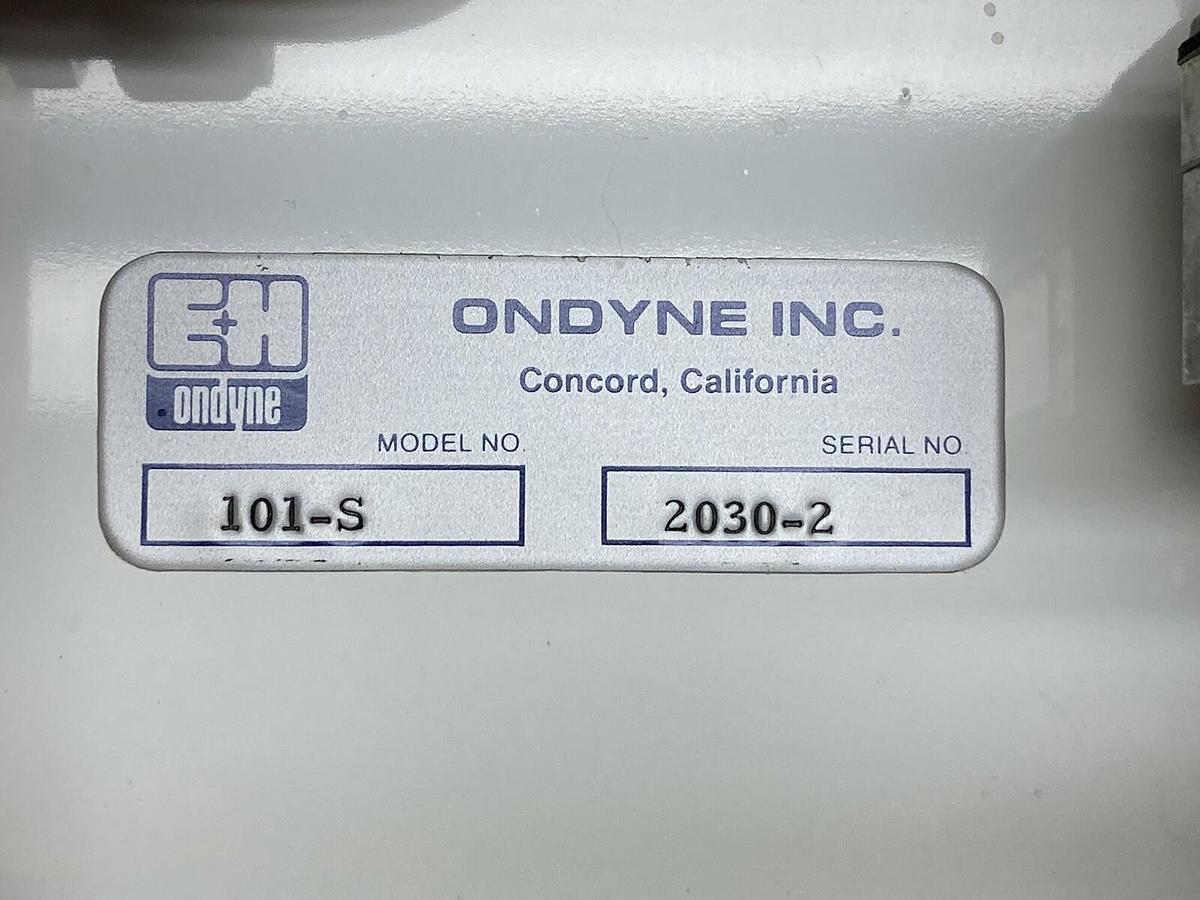 E+H
ondyne
ONDYNE INC.
Concord, California
MODEL NO.
SERIAL NO.
101-S
2030-2